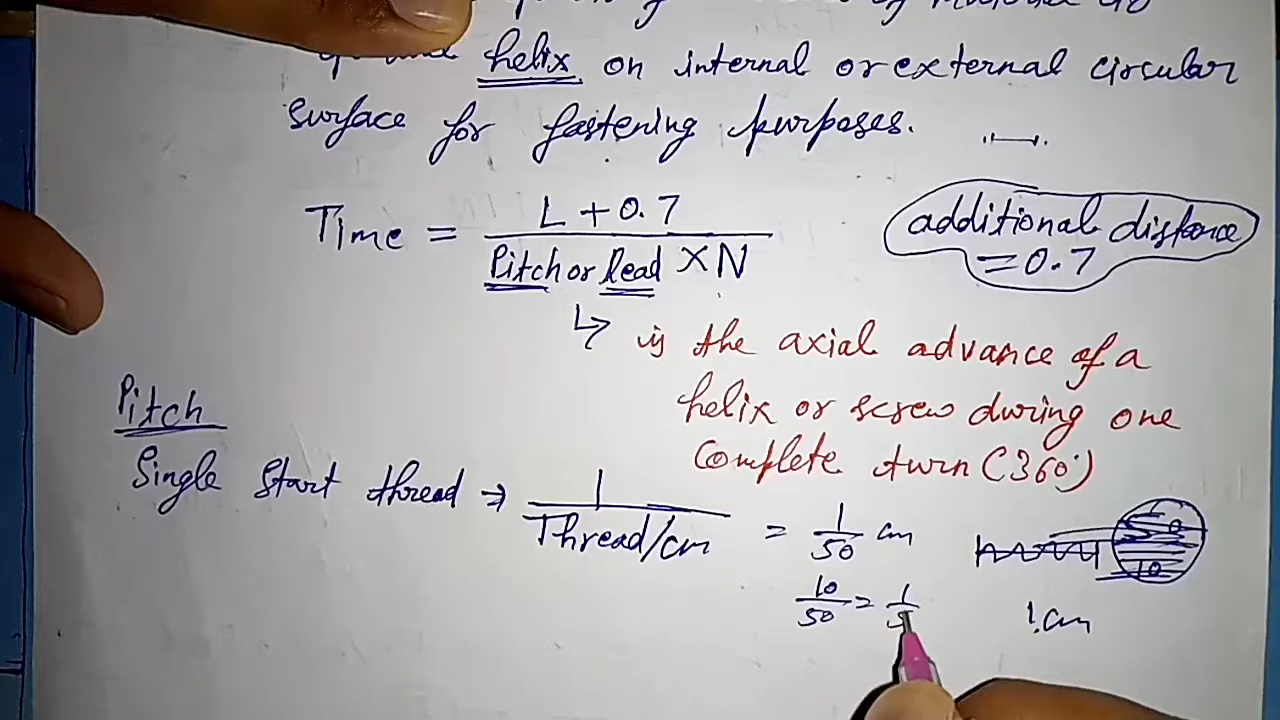 helix on internal or external circular
surface for fastening purposes.
Time = L + 0.7 / Pitch or lead × N
additional distance
= 0.7
↳ is the axial advance of a
helix or screw during one
Complete turn (360°)
Pitch
Single start thread ⇒ 1 / Thread/cm = 1/50 cm
10/50 = 1/5
1 cm
0
10